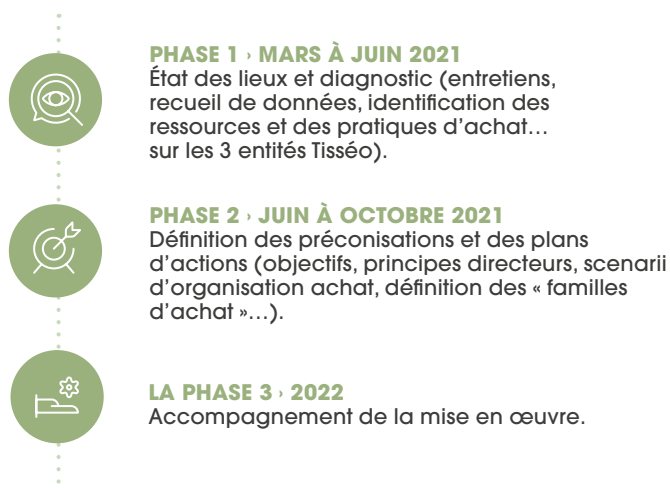 PHASE 1 › MARS À JUIN 2021
État des lieux et diagnostic (entretiens,
recueil de données, identification des
ressources et des pratiques d’achat…
sur les 3 entités Tisséo).
PHASE 2 › JUIN À OCTOBRE 2021
Définition des préconisations et des plans
d’actions (objectifs, principes directeurs, scenarii
d’organisation achat, définition des « familles
d’achat »…).
LA PHASE 3 › 2022
Accompagnement de la mise en œuvre.